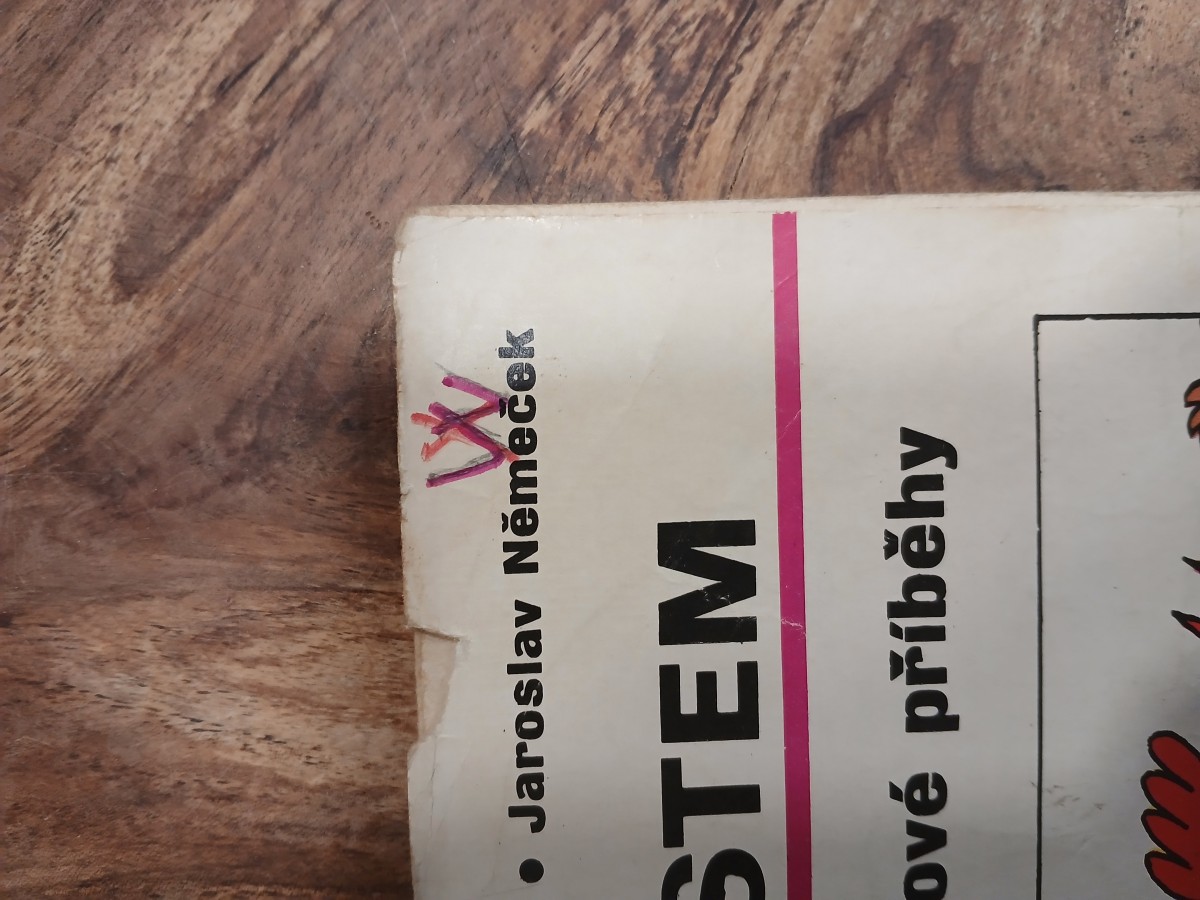 • Jaroslav Němeček
STEM
ové příběhy